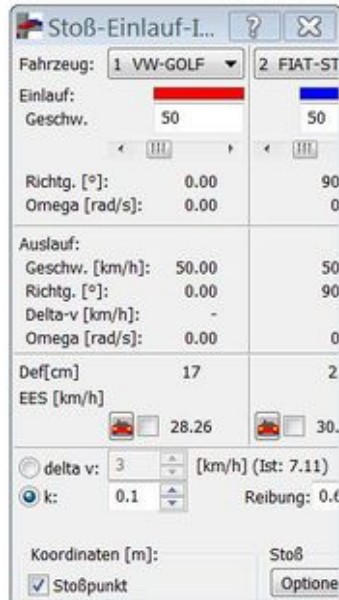 Stoß-Einlauf-I...
Fahrzeug: 1 VW-GOLF 2 FIAT-ST
Einlauf:
Geschw. 50 50
Richtg. [°]: 0.00 90
Omega [rad/s]: 0.00 0
Auslauf:
Geschw. [km/h]: 50.00 50
Richtg. [°]: 0.00 90
Delta-v [km/h]: -
Omega [rad/s]: 0.00 0
Def[cm] 17 2
EES [km/h]
28.26 30.
delta v: 3 [km/h] (Ist: 7.11)
k: 0.1 Reibung: 0.6
Koordinaten [m]: Stoß
Stoßpunkt Optione